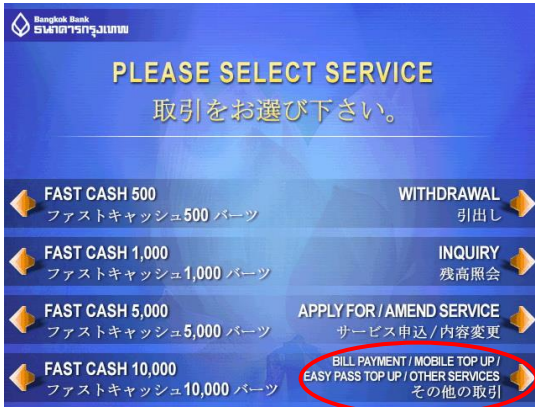 Bangkok Bank
ธนาคารกรุงเทพ
PLEASE SELECT SERVICE
取引をお選び下さい。
FAST CASH 500
ファストキャッシュ500 バーツ
WITHDRAWAL
引出し
FAST CASH 1,000
ファストキャッシュ1,000 バーツ
INQUIRY
残高照会
FAST CASH 5,000
ファストキャッシュ5,000 バーツ
APPLY FOR / AMEND SERVICE
サービス申込/内容変更
FAST CASH 10,000
ファストキャッシュ10,000 バーツ
BILL PAYMENT / MOBILE TOP UP /
EASY PASS TOP UP / OTHER SERVICES
その他の取引